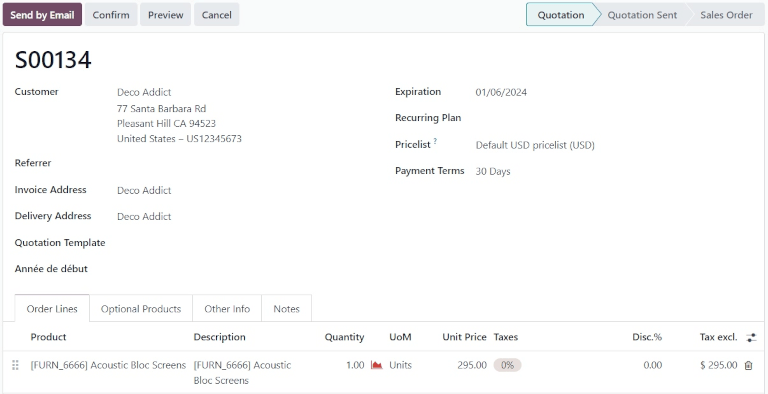 Send by Email Confirm Preview Cancel Quotation Quotation Sent Sales Order
S00134
Customer Deco Addict
77 Santa Barbara Rd
Pleasant Hill CA 94523
United States – US12345673
Expiration 01/06/2024
Recurring Plan
Pricelist ? Default USD pricelist (USD)
Payment Terms 30 Days
Referrer
Invoice Address Deco Addict
Delivery Address Deco Addict
Quotation Template
Année de début
Order Lines Optional Products Other Info Notes
Product Description Quantity UoM Unit Price Taxes Disc.% Tax excl.
[FURN_6666] Acoustic Bloc Screens [FURN_6666] Acoustic 1.00 Units 295.00 0% 0.00 $ 295.00
Bloc Screens